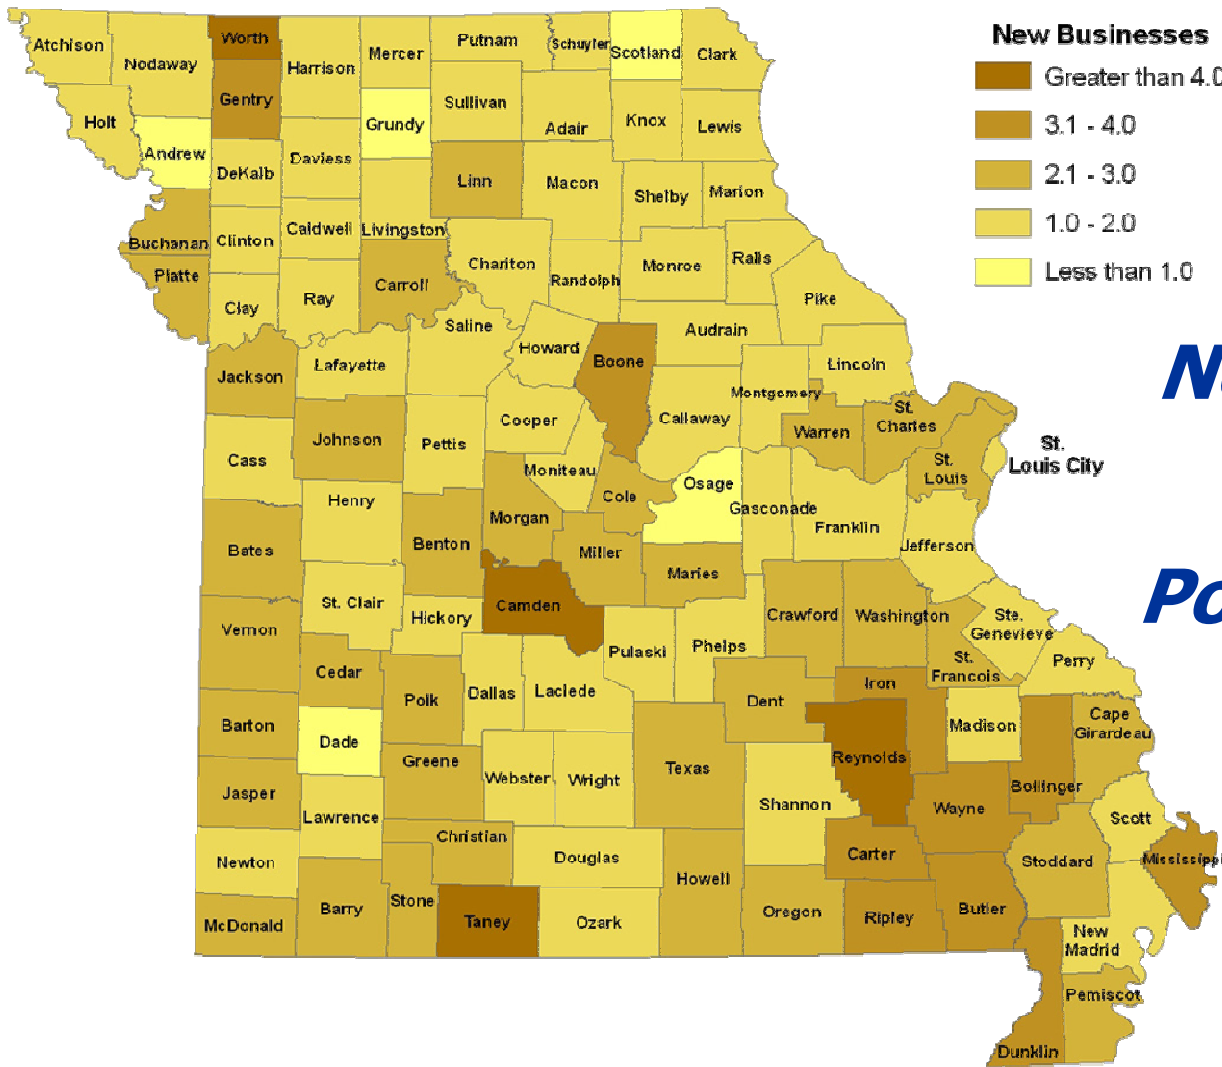 New Businesses
Greater than 4.0
3.1 - 4.0
2.1 - 3.0
1.0 - 2.0
Less than 1.0
Atchison
Nodaway
Worth
Harrison
Mercer
Putnam
Schuyler
Scotland
Clark
Gentry
Holt
Andrew
DeKalb
Daviess
Grundy
Sullivan
Adair
Knox
Lewis
Linn
Macon
Shelby
Marion
Buchanan
Clinton
Caldwell
Livingston
Chariton
Randolph
Monroe
Ralls
Platte
Clay
Ray
Carroll
Saline
Howard
Boone
Audrain
Pike
Jackson
Lafayette
Cooper
Callaway
Montgomery
Lincoln
Johnson
Pettis
Moniteau
Cole
Osage
Gasconade
Warren
St.
Charles
St.
Louis
St.
Louis City
Cass
Henry
Morgan
Benton
Miller
Maries
Franklin
Jefferson
Bates
St. Clair
Hickory
Camden
Pulaski
Phelps
Crawford
Washington
Ste.
Genevieve
St.
Francois
Perry
Vernon
Cedar
Polk
Dallas
Laclede
Dent
Iron
Madison
Cape
Girardeau
Barton
Dade
Greene
Webster
Wright
Texas
Reynolds
Bollinger
Jasper
Lawrence
Christian
Douglas
Shannon
Wayne
Scott
Newton
Barry
Stone
Taney
Ozark
Howell
Carter
Stoddard
Mississippi
McDonald
Oregon
Ripley
Butler
New
Madrid
Pemiscot
Dunklin
Po